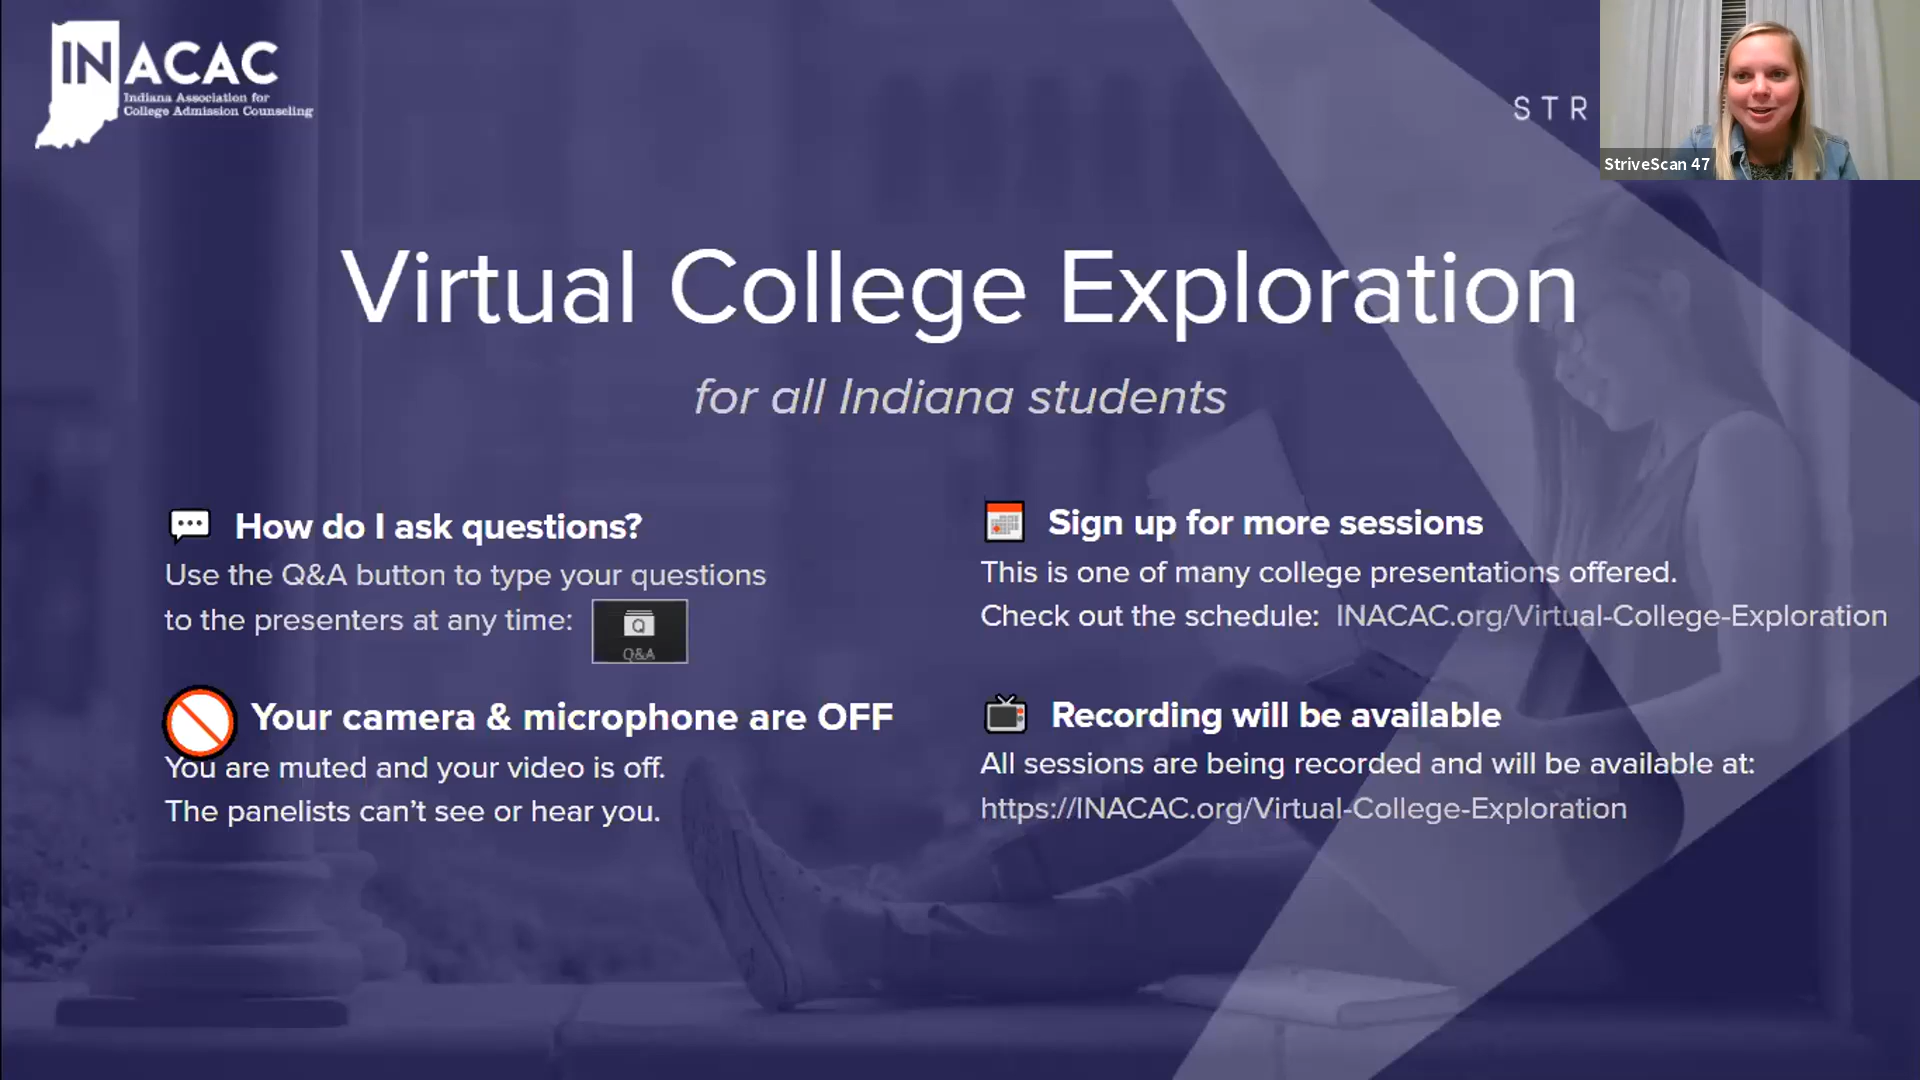 INACAC
Indiana Association for
College Admission Counseling
STR
StriveScan 47
Virtual College Exploration
for all Indiana students
How do I ask questions?
Use the Q&A button to type your questions
to the presenters at any time:
Q
Q&A
Sign up for more sessions
This is one of many college presentations offered.
Check out the schedule: INACAC.org/Virtual-College-Exploration
Your camera & microphone are OFF
You are muted and your video is off.
The panelists can’t see or hear you.
Recording will be available
All sessions are being recorded and will be available at:
https://INACAC.org/Virtual-College-Exploration